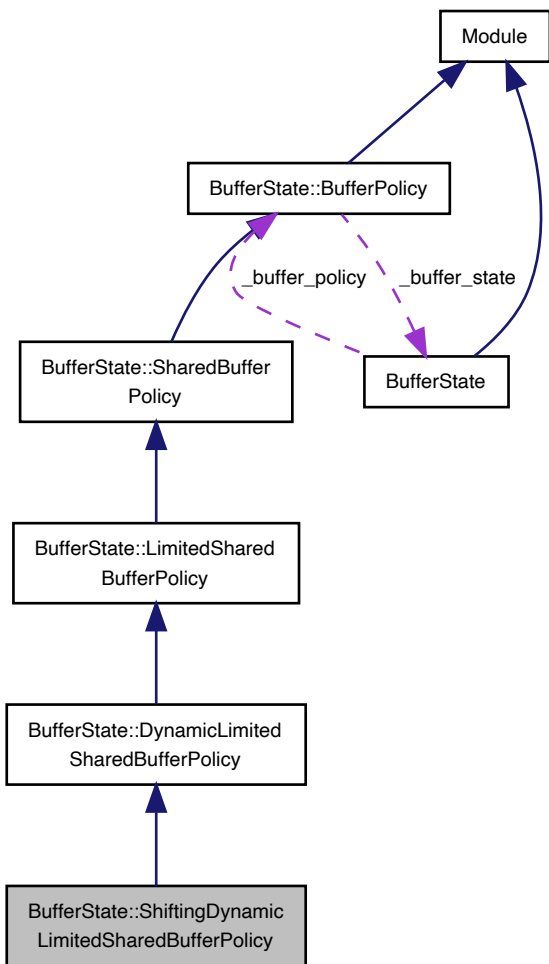 Module
BufferState::BufferPolicy
_buffer_policy
_buffer_state
BufferState::SharedBuffer
Policy
BufferState
BufferState::LimitedShared
BufferPolicy
BufferState::DynamicLimited
SharedBufferPolicy
BufferState::ShiftingDynamic
LimitedSharedBufferPolicy